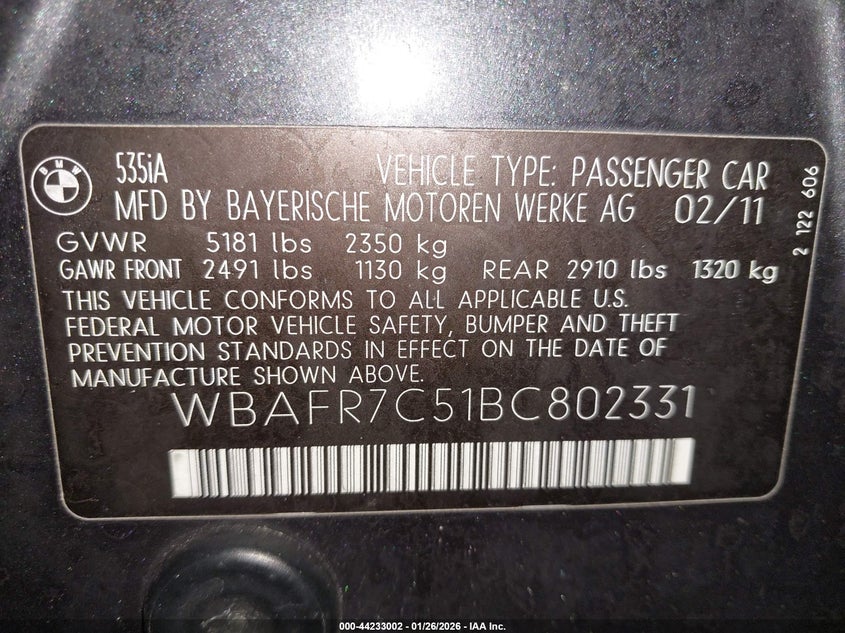 BMW
535iA VEHICLE TYPE: PASSENGER CAR
MFD BY BAYERISCHE MOTOREN WERKE AG 02/11
GVWR 5181 lbs 2350 kg
GAWR FRONT 2491 lbs 1130 kg REAR 2910 lbs 1320 kg
THIS VEHICLE CONFORMS TO ALL APPLICABLE U.S.
FEDERAL MOTOR VEHICLE SAFETY, BUMPER AND THEFT
PREVENTION STANDARDS IN EFFECT ON THE DATE OF
MANUFACTURE SHOWN ABOVE.
WBAFR7C51BC802331
2 122 606
000-44233002 - 01/26/2026 - IAA Inc.